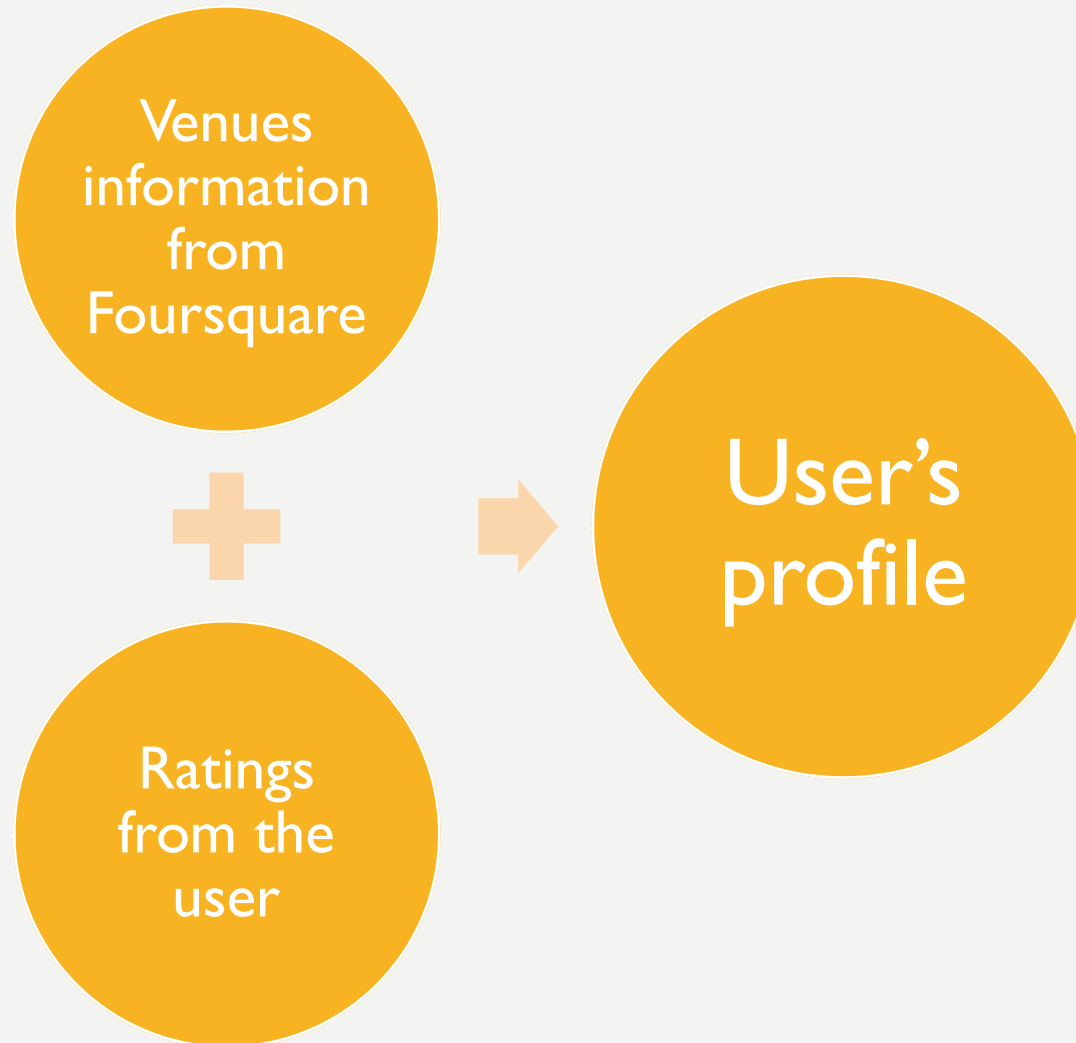 Venues
information
from
Foursquare
User’s
profile
Ratings
from the
user